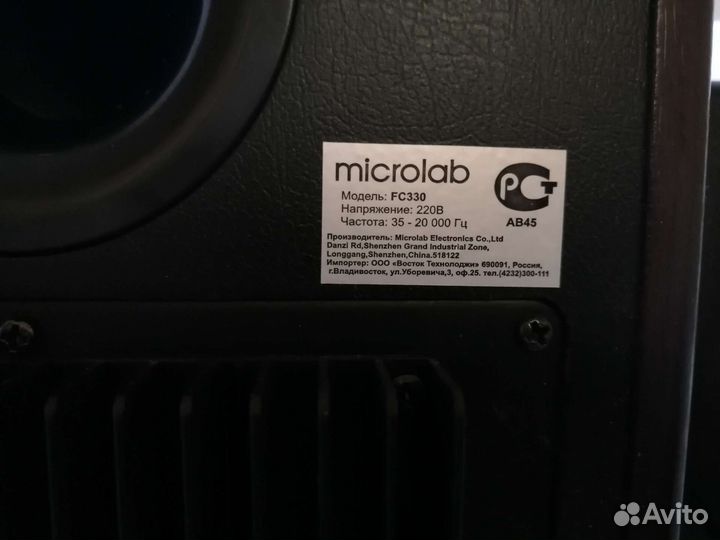 microlab
Модель: FC330
Напряжение: 220В
Частота: 35 - 20 000 Гц
РСТ
АВ45
Производитель: Microlab Electronics Co.,Ltd
Danzi Rd,Shenzhen Grand Industrial Zone,
Longgang,Shenzhen,China.518122
Импортер: ООО «Восток Технолоджи» 690091, Россия,
г.Владивосток, ул.Уборевича,3, оф.25. тел.(4232)300-111
Avito